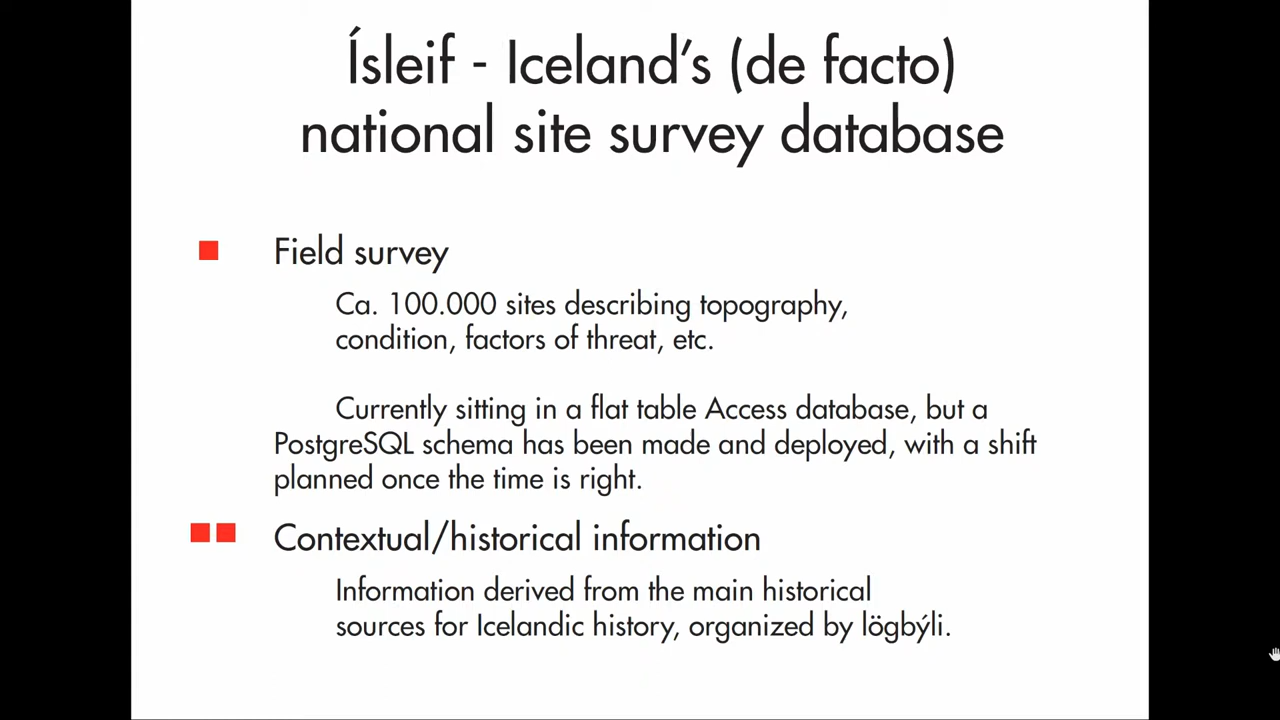 Ísleif - Iceland's (de facto)
national site survey database
Field survey
Ca. 100.000 sites describing topography,
condition, factors of threat, etc.
Currently sitting in a flat table Access database, but a
PostgreSQL schema has been made and deployed, with a shift
planned once the time is right.
Contextual/historical information
Information derived from the main historical
sources for Icelandic history, organized by lögbýli.